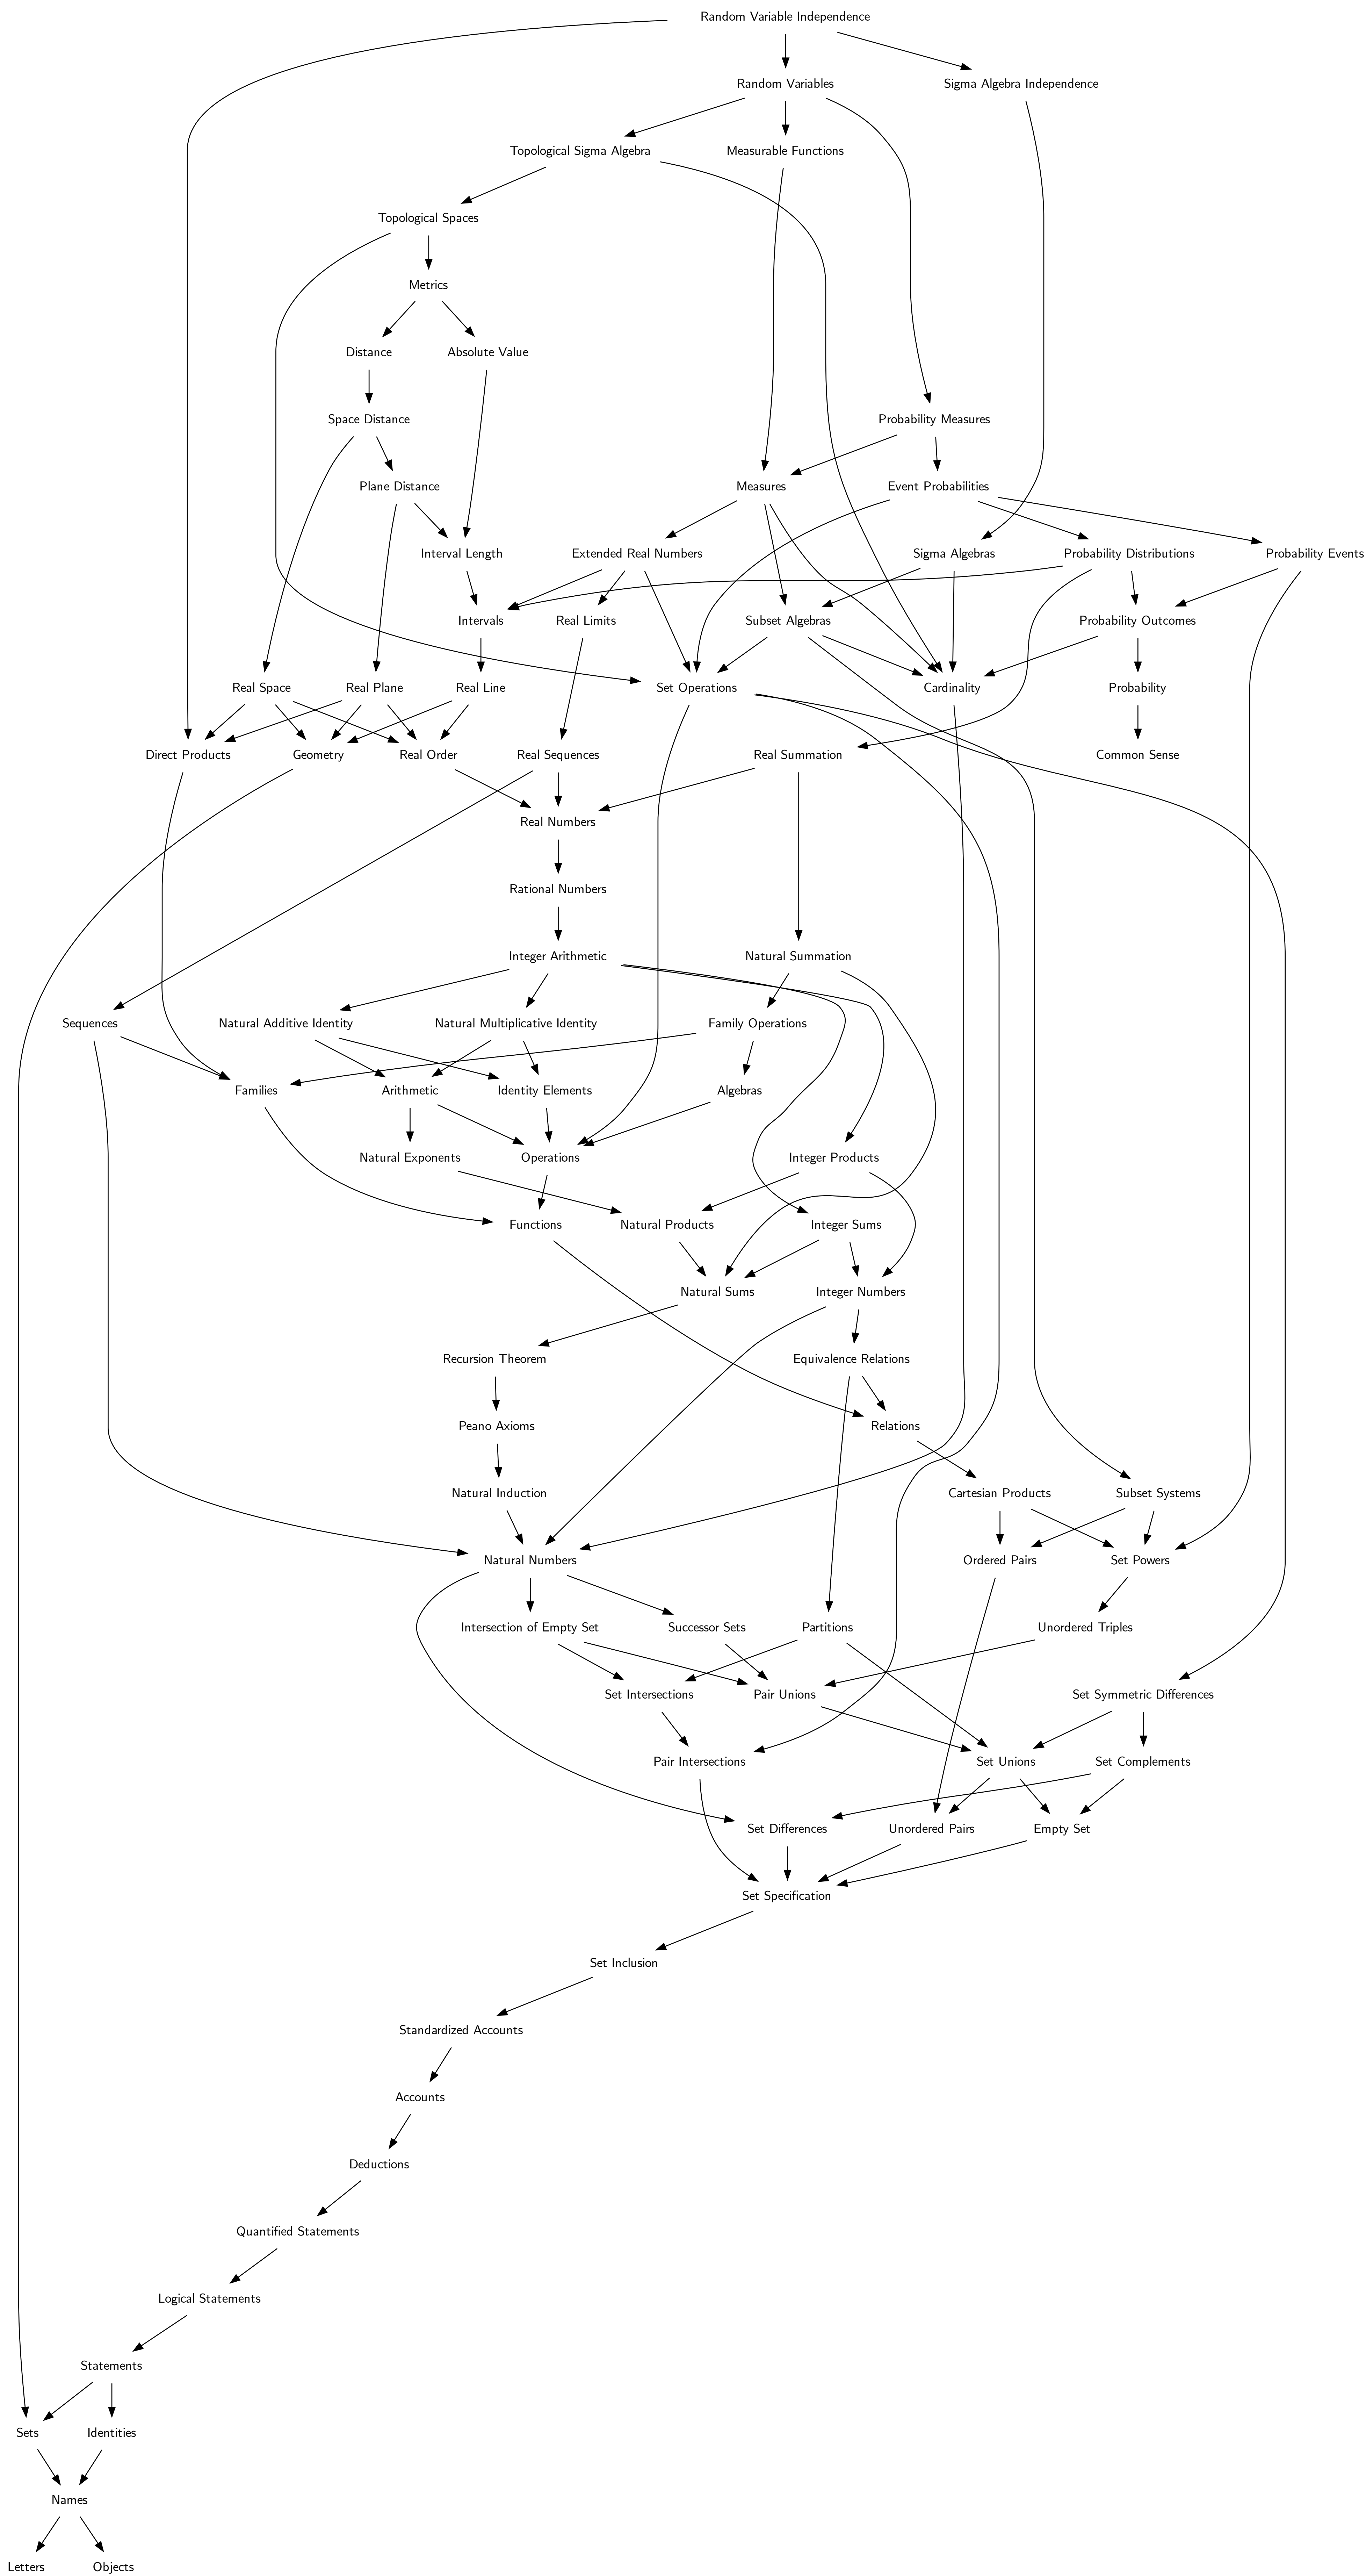 Random Variable Independence
Random Variables
Sigma Algebra Independence
Topological Sigma Algebra
Measurable Functions
Topological Spaces
Metrics
Distance
Absolute Value
Space Distance
Probability Measures
Plane Distance
Measures
Event Probabilities
Interval Length
Extended Real Numbers
Sigma Algebras
Probability Distributions
Probability Events
Intervals
Real Limits
Subset Algebras
Probability Outcomes
Real Space
Real Plane
Real Line
Set Operations
Cardinality
Probability
Direct Products
Geometry
Real Order
Real Sequences
Real Summation
Common Sense
Real Numbers
Rational Numbers
Integer Arithmetic
Natural Summation
Sequences
Natural Additive Identity
Natural Multiplicative Identity
Family Operations
Families
Arithmetic
Identity Elements
Algebras
Natural Exponents
Operations
Integer Products
Functions
Natural Products
Integer Sums
Natural Sums
Integer Numbers
Recursion Theorem
Equivalence Relations
Peano Axioms
Relations
Natural Induction
Cartesian Products
Subset Systems
Natural Numbers
Ordered Pairs
Set Powers
Intersection of Empty Set
Successor Sets
Partitions
Unordered Triples
Set Intersections
Pair Unions
Set Symmetric Differences
Pair Intersections
Set Unions
Set Complements
Set Differences
Unordered Pairs
Empty Set
Set Specification
Set Inclusion
Standardized Accounts
Accounts
Deductions
Quantified Statements
Logical Statements
Statements
Sets
Identities
Names
Letters
Objects